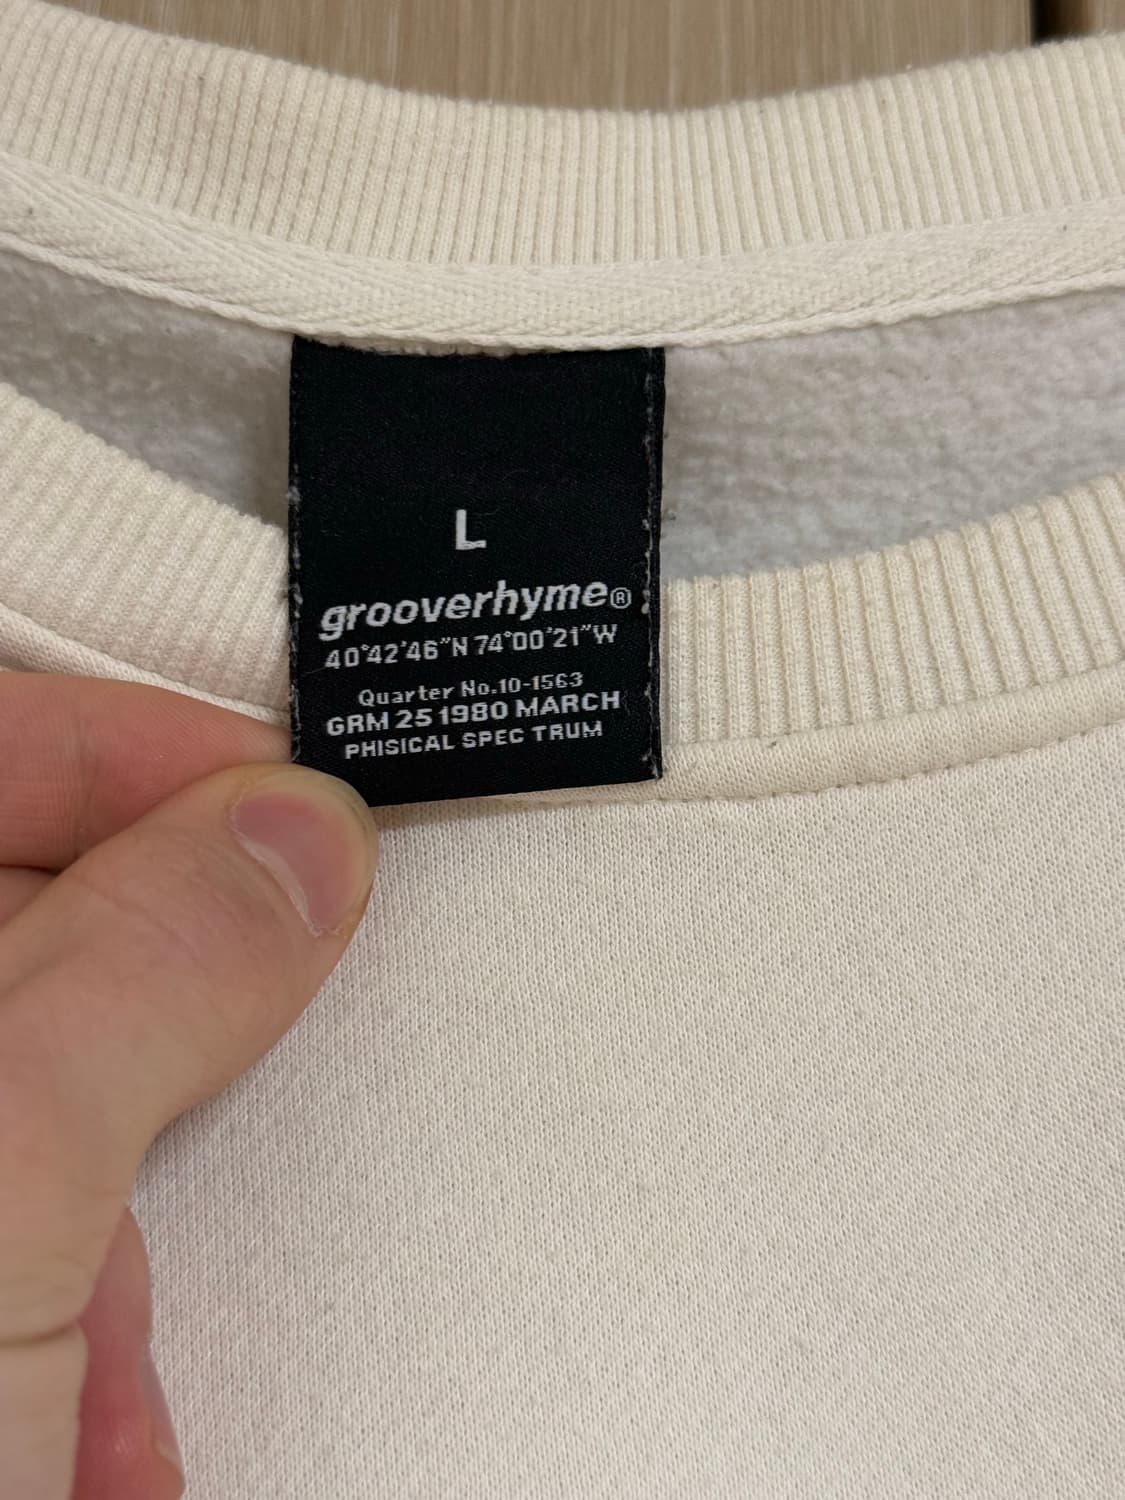 L
grooverhyme®
40°42'46"N 74°00'21"W
Quarter No.10-1563
GRM 25 1980 MARCH
PHISICAL SPEC TRUM